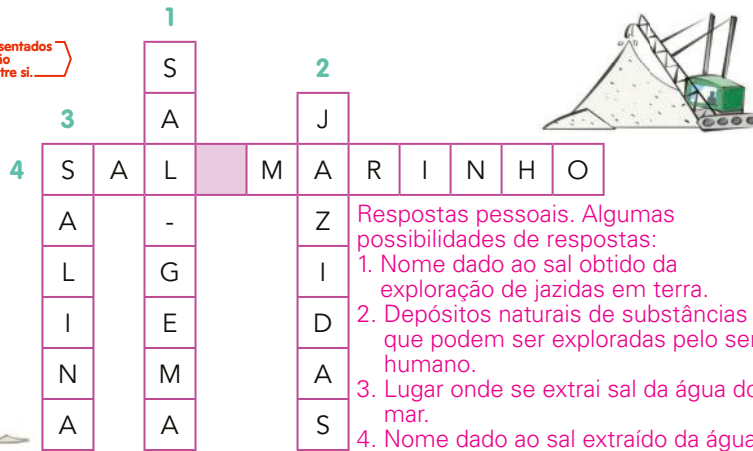 1
sentados
ão
tre si.
S
2
3
A
J
4
S A L M A R I N H O
A - Z
L G I
I E D
N M A
A A S
Respostas pessoais. Algumas
possibilidades de respostas:
1. Nome dado ao sal obtido da
exploração de jazidas em terra.
2. Depósitos naturais de substâncias
que podem ser exploradas pelo ser
humano.
3. Lugar onde se extrai sal da água do
mar.
4. Nome dado ao sal extraído da água